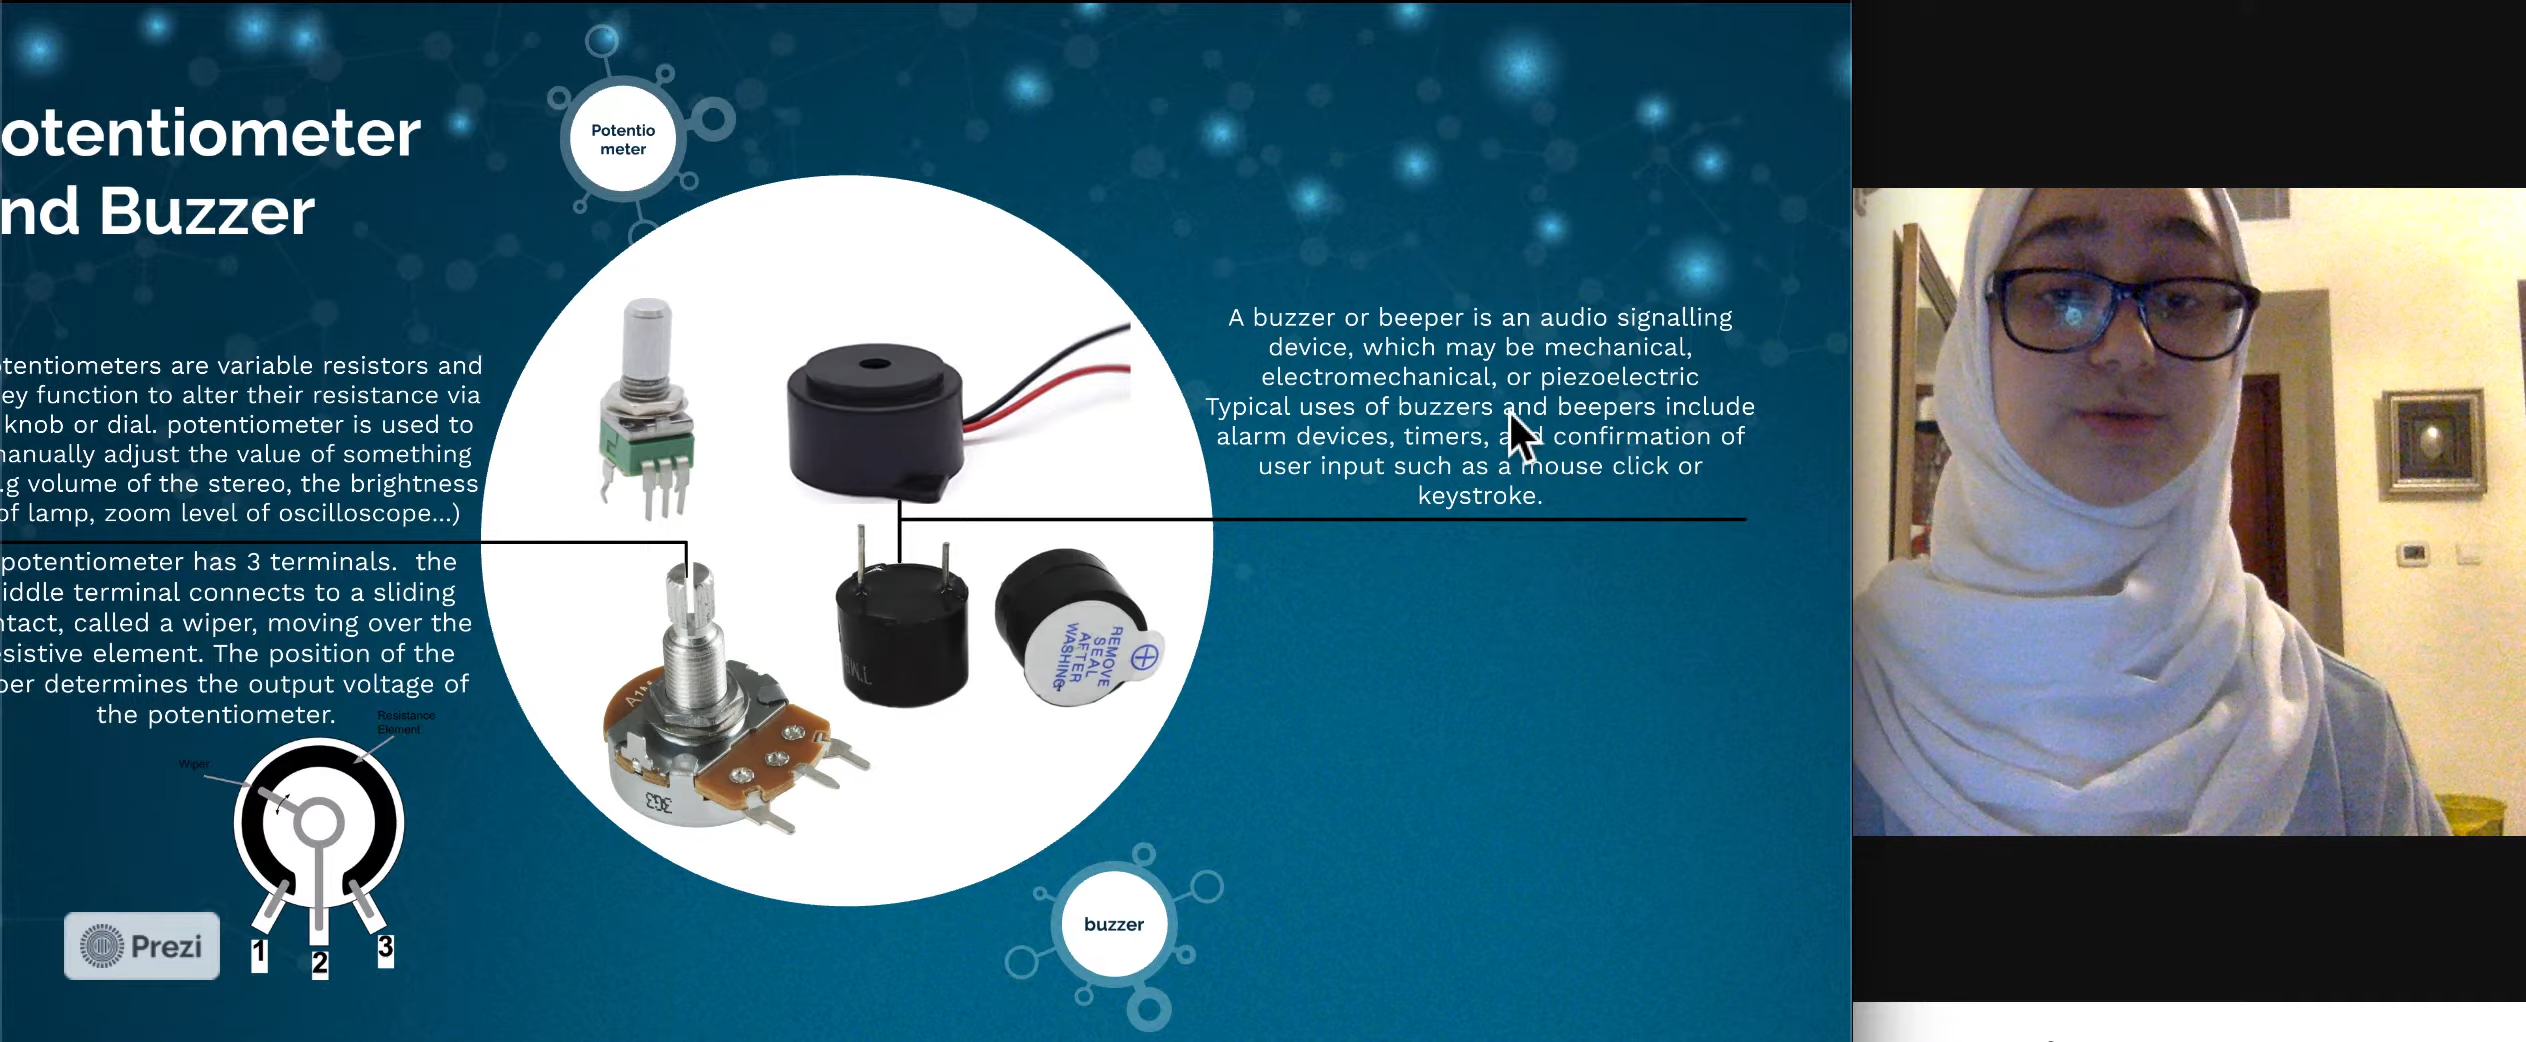 otentiometer
nd Buzzer
Potentio
meter
tentiometers are variable resistors and
ey function to alter their resistance via
knob or dial. potentiometer is used to
anually adjust the value of something
.g volume of the stereo, the brightness
of lamp, zoom level of oscilloscope...)
potentiometer has 3 terminals. the
iddle terminal connects to a sliding
ntact, called a wiper, moving over the
sistive element. The position of the
per determines the output voltage of
the potentiometer.
Resistance
Element
Wiper
1
2
3
Prezi
A buzzer or beeper is an audio signalling
device, which may be mechanical,
electromechanical, or piezoelectric
Typical uses of buzzers and beepers include
alarm devices, timers, and confirmation of
user input such as a mouse click or
keystroke.
REMOVE
SEAL
AFTER
WASHING
buzzer